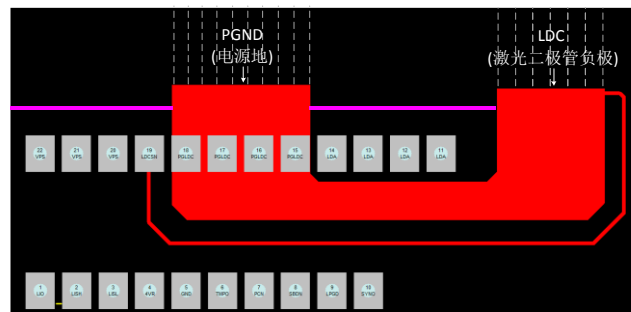 PGND
(电源地)
LDC
(激光二极管负极)
22 21 20 19 18 17 16 15 14 13 12 11
VPS VPS VPS LDCSN PGLDC PGLDC PGLDC PGLDC LDA LDA LDA LDA
1 2 3 4 5 6 7 8 9 10
LIO LISH LISL 4VR GND TMPO PCN SBDN LPGD SYNO